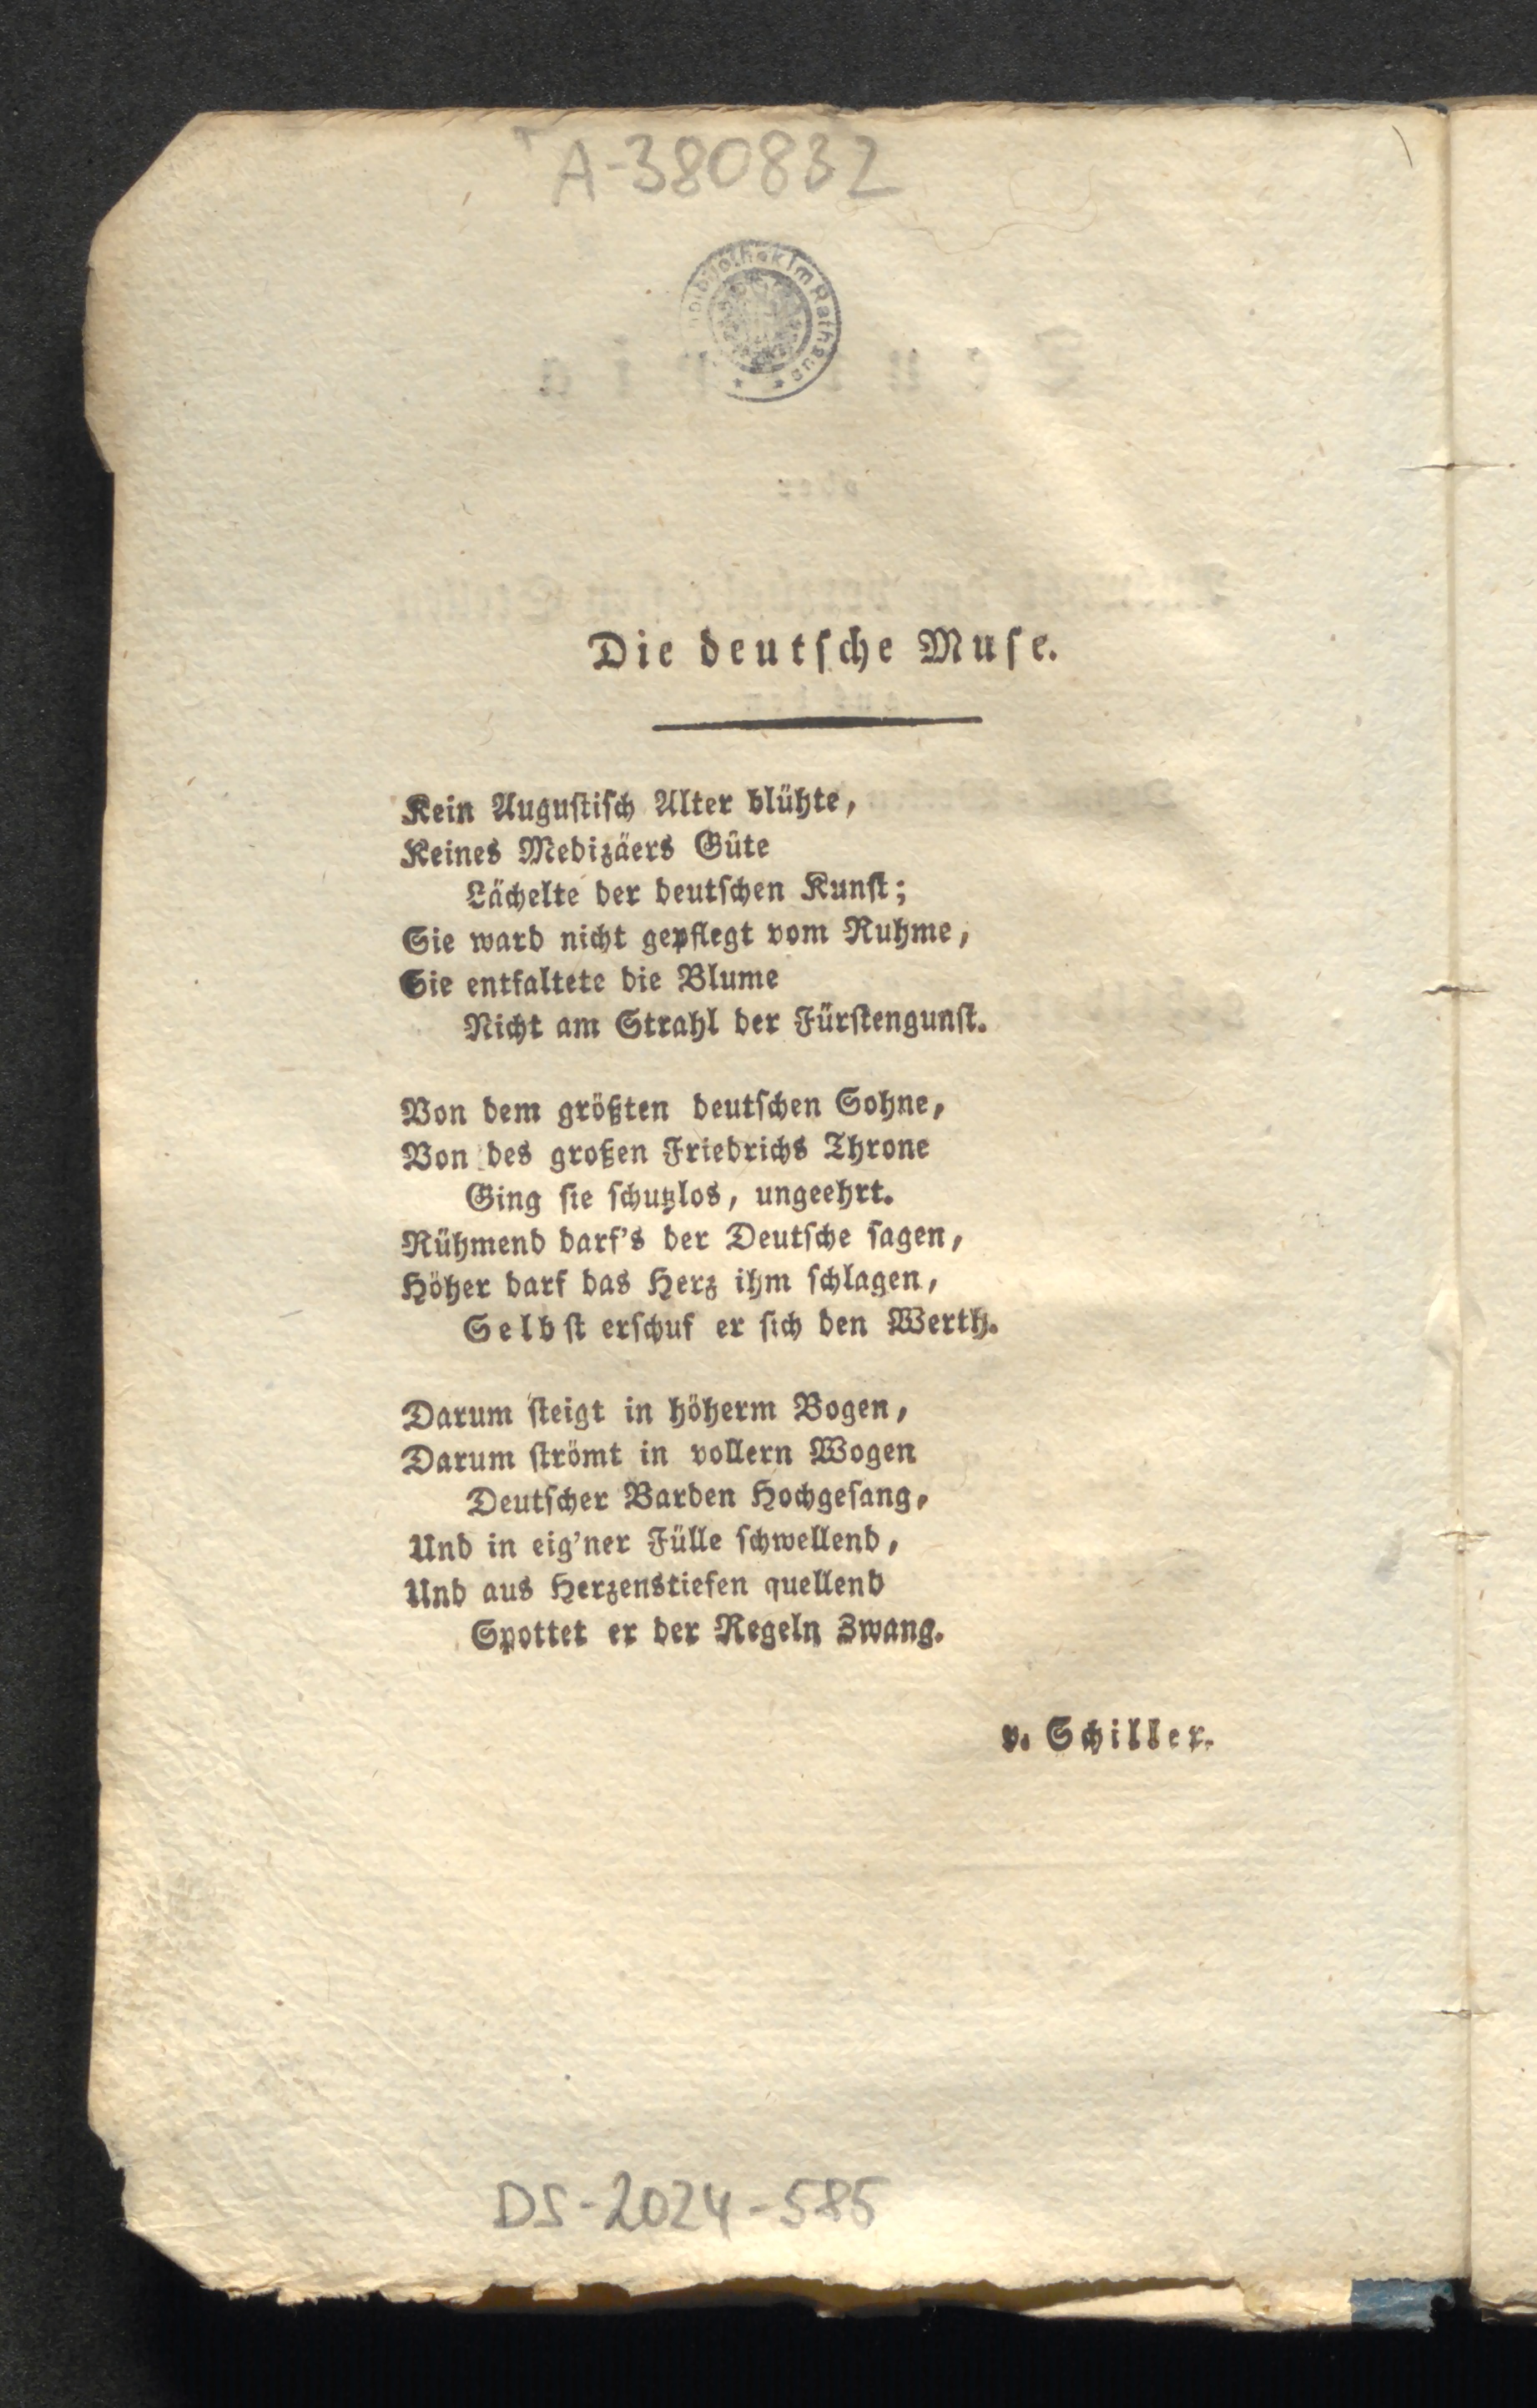 A-380832
bibliothek im Rathaus
Die deutsche Muse.
Kein Augustisch Alter blühte,
Keines Medizäers Güte
Lächelte der deutschen Kunst;
Sie ward nicht gepflegt vom Ruhme,
Sie entfaltete die Blume
Nicht am Strahl der Fürstengunst.
Von dem größten deutschen Sohne,
Von des großen Friedrichs Throne
Ging sie schutzlos, ungeehrt.
Rühmend darf's der Deutsche sagen,
Höher darf das Herz ihm schlagen,
Selbst erschuf er sich den Werth.
Darum steigt in höherm Bogen,
Darum strömt in vollern Wogen
Deutscher Barden Hochgesang,
Und in eig'ner Fülle schwellend,
Und aus Herzenstiefen quellend
Spottet er der Regeln Zwang.
v. Schiller.
DS-2024-585